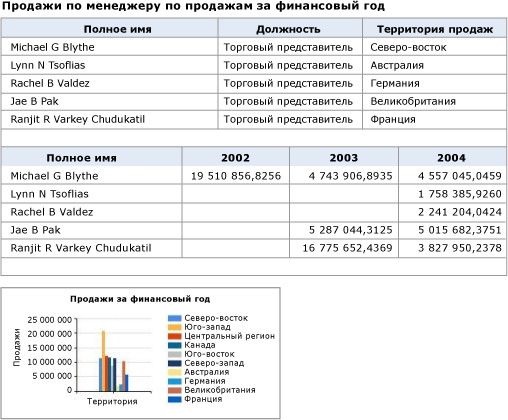 Продажи по менеджеру по продажам за финансовый год
Полное имя Должность Территория продаж
Michael G Blythe Торговый представитель Северо-восток
Lynn N Tsoflias Торговый представитель Австралия
Rachel B Valdez Торговый представитель Германия
Jae B Pak Торговый представитель Великобритания
Ranjit R Varkey Chudukatil Торговый представитель Франция
Полное имя 2002 2003 2004
Michael G Blythe 19 510 856,8256 4 743 906,8935 4 557 045,0459
Lynn N Tsoflias 1 758 385,9260
Rachel B Valdez 2 241 204,0424
Jae B Pak 5 287 044,3125 5 015 682,3751
Ranjit R Varkey Chudukatil 16 775 652,4369 3 827 950,2378
Продажи за финансовый год
Продажи
25 000 000
20 000 000
15 000 000
10 000 000
5 000 000
0
Территория
Северо-восток
Юго-запад
Центральный регион
Канада
Юго-восток
Северо-запад
Австралия
Германия
Великобритания
Франция